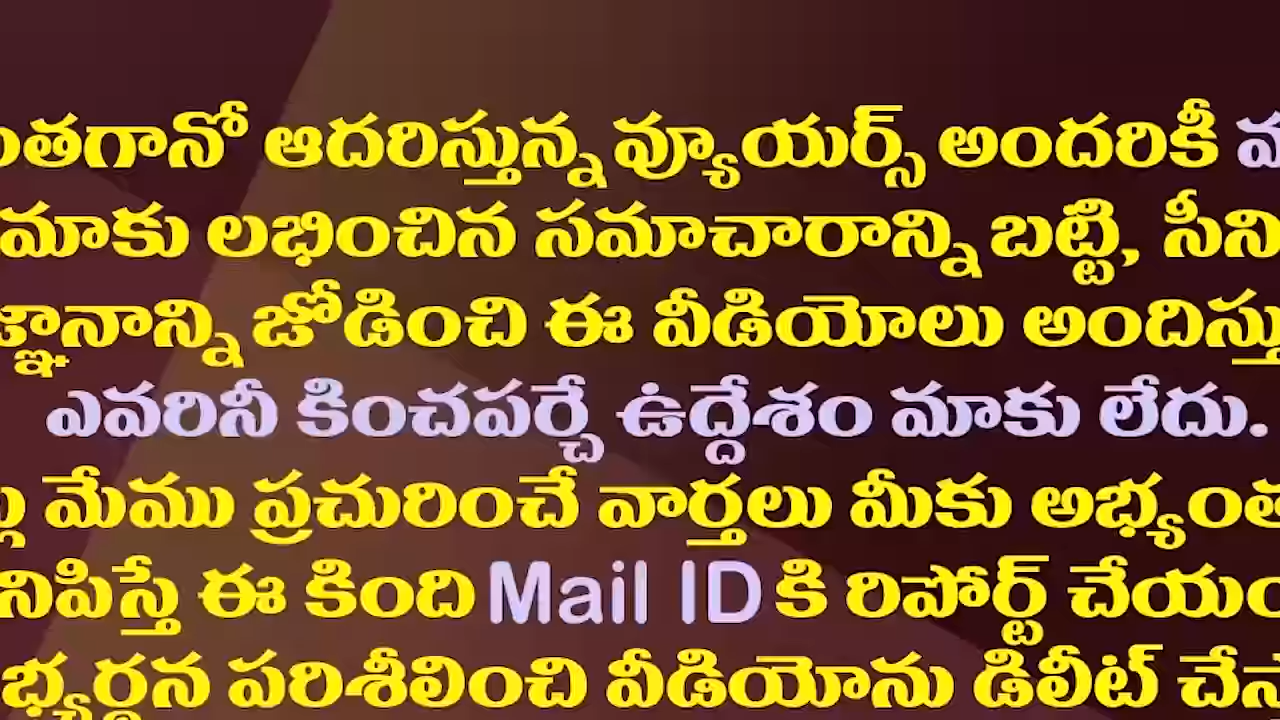 ఆదరిస్తున్న వ్యూయర్స్ అందరికీ
మాకు లభించిన సమాచారాన్ని బట్టి,
జోడించి ఈ వీడియోలు
ఎవరినీ కించపర్చే ఉద్దేశం మాకు లేదు.
మేము ప్రచురించే వార్తలు మీకు
ఈ కింది Mail ID కి రిపోర్ట్
పరిశీలించి వీడియోను డిలీట్